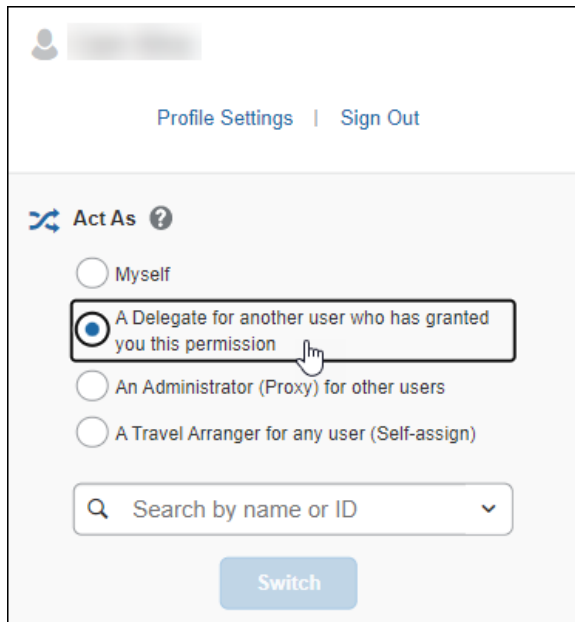 Profile Settings | Sign Out
Act As ?
Myself
A Delegate for another user who has granted
you this permission
An Administrator (Proxy) for other users
A Travel Arranger for any user (Self-assign)
Search by name or ID
Switch